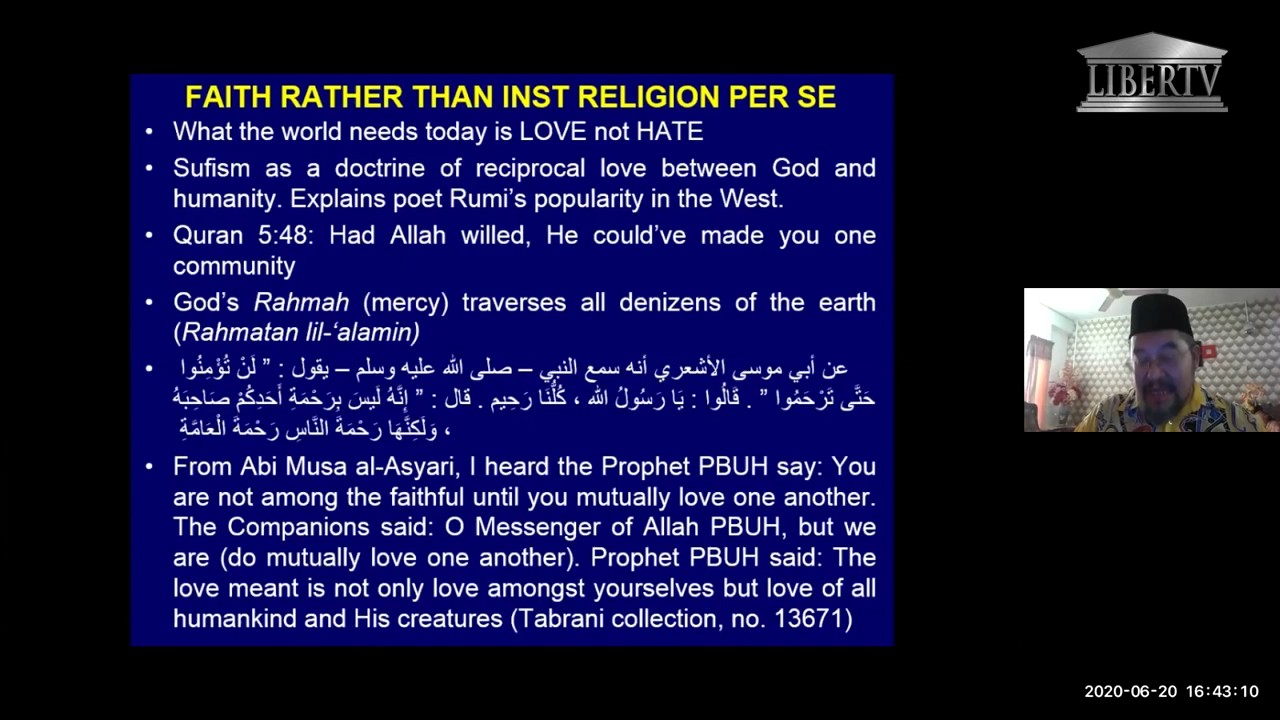 LIBERTV
FAITH RATHER THAN INST RELIGION PER SE
• What the world needs today is LOVE not HATE
• Sufism as a doctrine of reciprocal love between God and
humanity. Explains poet Rumi's popularity in the West.
• Quran 5:48: Had Allah willed, He could've made you one
community
• God's Rahmah (mercy) traverses all denizens of the earth
(Rahmatan lil-'alamin)
• عن أبي موسى الأشعري أنه سمع النبي – صلى الله عليه وسلم – يقول : ” لَنْ تُؤْمِنُوا
حَتَّى تَرْحَمُوا ” . قَالُوا : يَا رَسُولُ الله ، كُلُّنَا رَحِيم . قال : ” إِنَّهُ لَيسَ بِرَحْمَةِ أَحَدِكُمْ صَاحِبَهُ
، وَلَكِنَّهَا رَحْمَةَ النَّاسِ رَحْمَةَ الْعَامَّةِ
• From Abi Musa al-Asyari, I heard the Prophet PBUH say: You
are not among the faithful until you mutually love one another.
The Companions said: O Messenger of Allah PBUH, but we
are (do mutually love one another). Prophet PBUH said: The
love meant is not only love amongst yourselves but love of all
humankind and His creatures (Tabrani collection, no. 13671)
2020-06-20 16:43:10